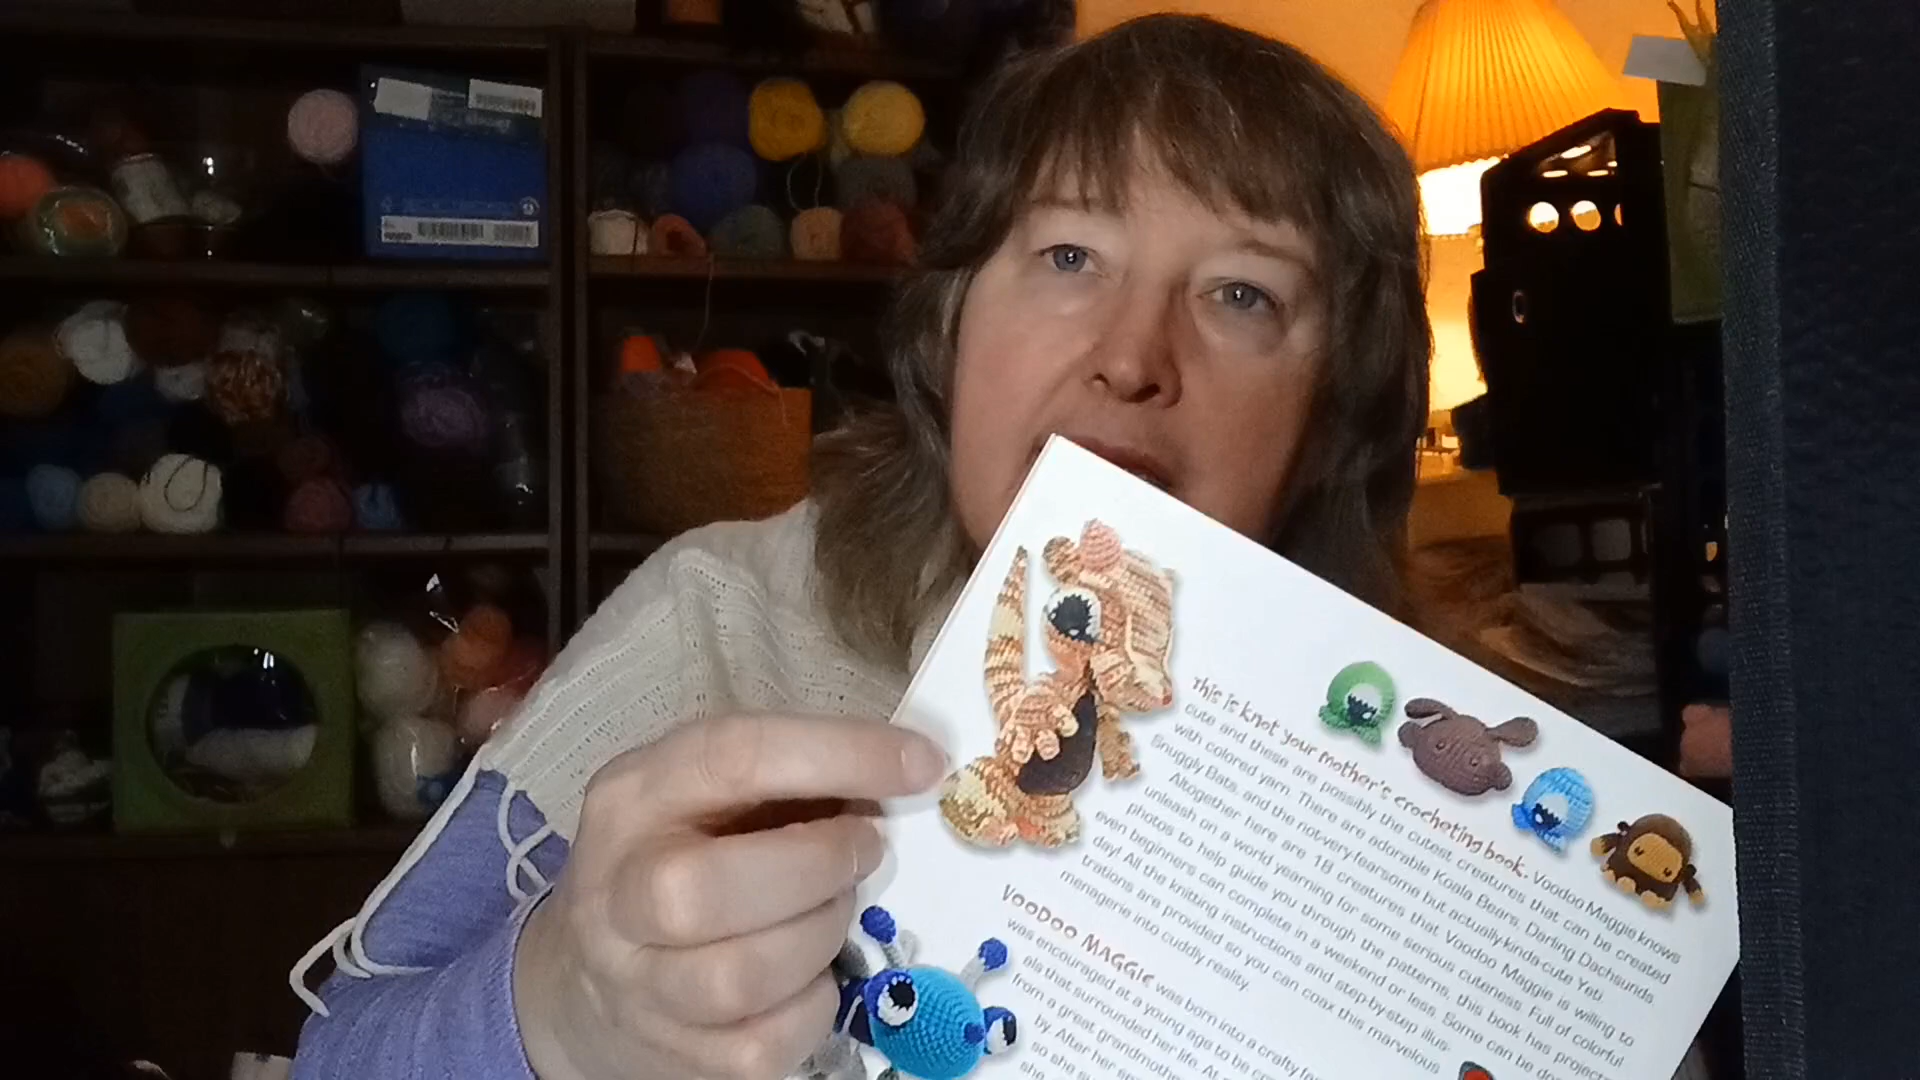 This is knot your mother's crocheting book. Voodoo Maggie knows
cute and these are possibly the cutest creatures that can be created
with colored yarn. There are adorable Koala Bears, Darling Dachshunds,
Snuggly Bats, and the not-very-fearsome but actually-kinda-cute Yeti.
Altogether here are 18 creatures that Voodoo Maggie is willing to
unleash on a world yearning for some serious cuteness. Full of colorful
photos to help guide you through the patterns, this book has projects
even beginners can complete in a weekend or less. Some can be done
day! All the knitting instructions and step-by-step illus-
trations are provided so you can coax this marvelous
menagerie into cuddly reality.
VOODOO MAGGIE was born into a crafty
was encouraged at a young age to be
als that surrounded her life. At
from a great grandmother
by. After her
so she
she